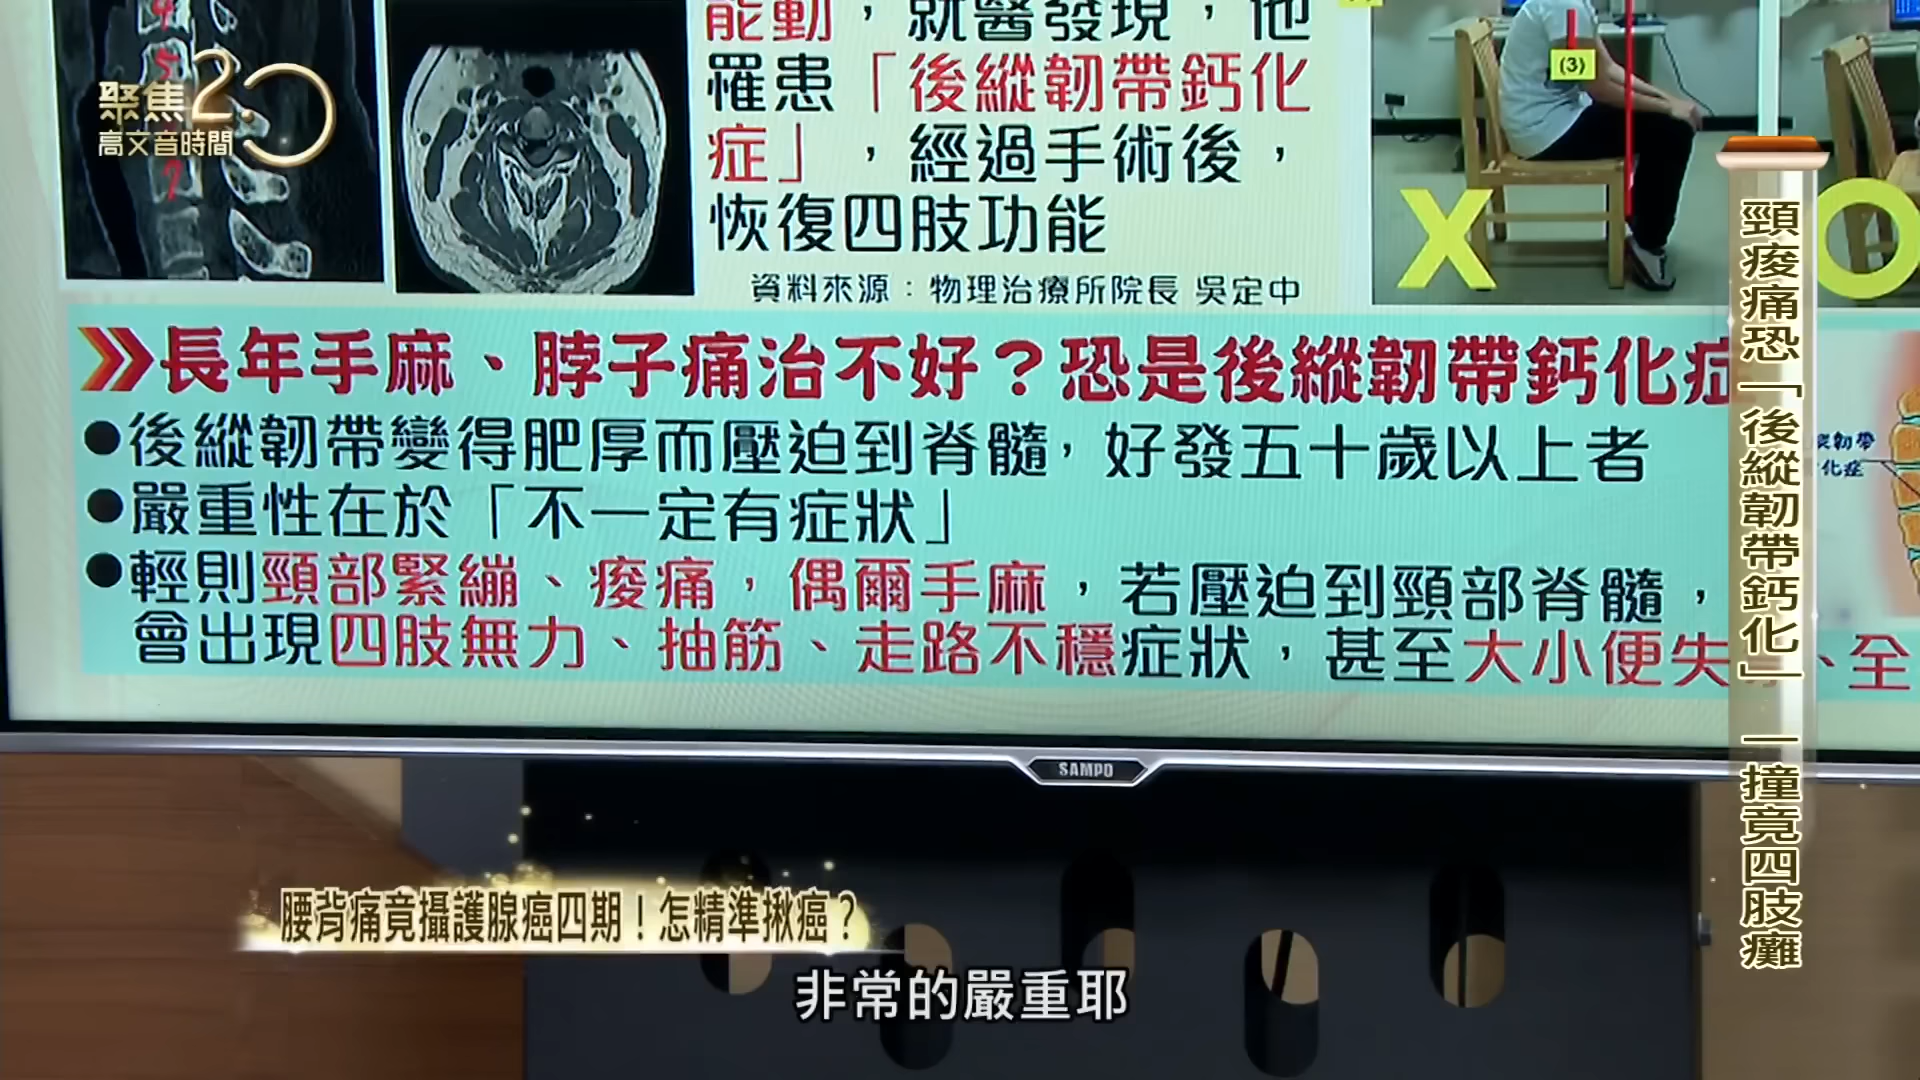 聚焦2.0
高文音時間
4
5
7
能動，就醫發現，他
罹患「後縱韌帶鈣化
症」，經過手術後，
恢復四肢功能
資料來源：物理治療所院長 吳定中
(3)
X
O
長年手麻、脖子痛治不好？恐是後縱韌帶鈣化症
●後縱韌帶變得肥厚而壓迫到脊髓，好發五十歲以上者
●嚴重性在於「不一定有症狀」
●輕則頸部緊繃、痠痛，偶爾手麻，若壓迫到頸部脊髓，
會出現四肢無力、抽筋、走路不穩症狀，甚至大小便失、全
韌帶
化症
頸痠痛恐「後縱韌帶鈣化」一撞竟四肢癱
SAMPO
腰背痛竟攝護腺癌四期！怎精準揪癌？
非常的嚴重耶